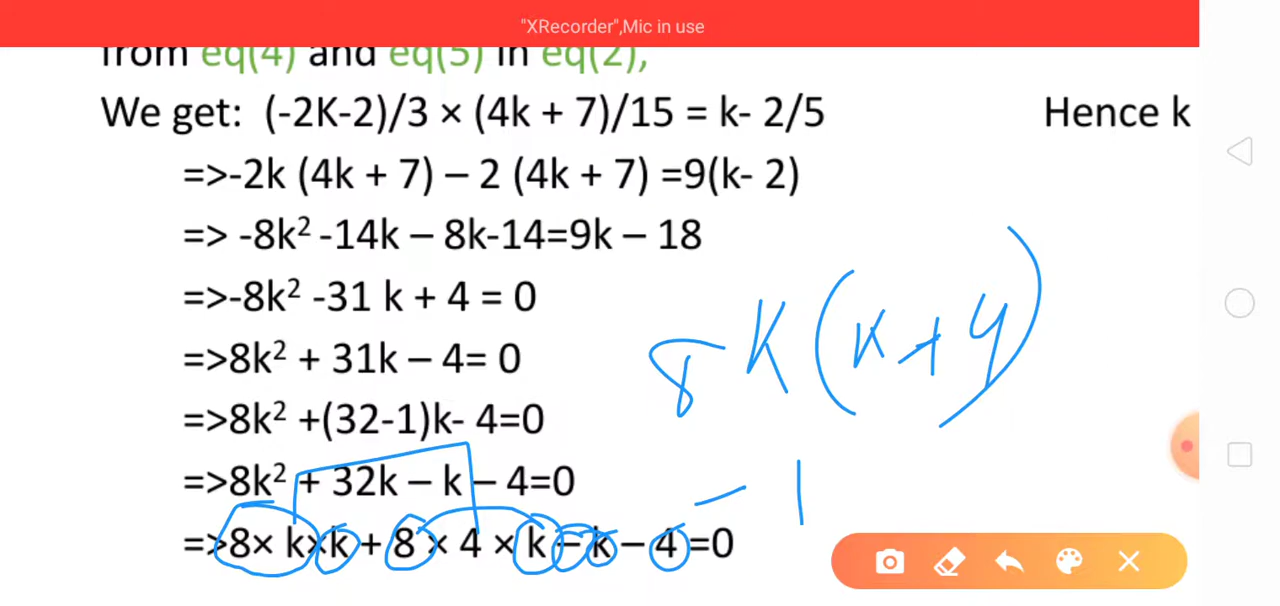 "XRecorder",Mic in use
from eq(4) and eq(5) in eq(2),
We get: (-2K-2)/3 × (4k + 7)/15 = k- 2/5 Hence k
=>-2k (4k + 7) – 2 (4k + 7) =9(k- 2)
=> -8k² -14k – 8k-14=9k – 18
=>-8k² -31 k + 4 = 0
=>8k² + 31k – 4= 0
8K(K+4)
=>8k² +(32-1)k- 4=0
=>8k² + 32k – k – 4=0
- 1
=>8× k×k + 8 × 4 × k – k – 4=0